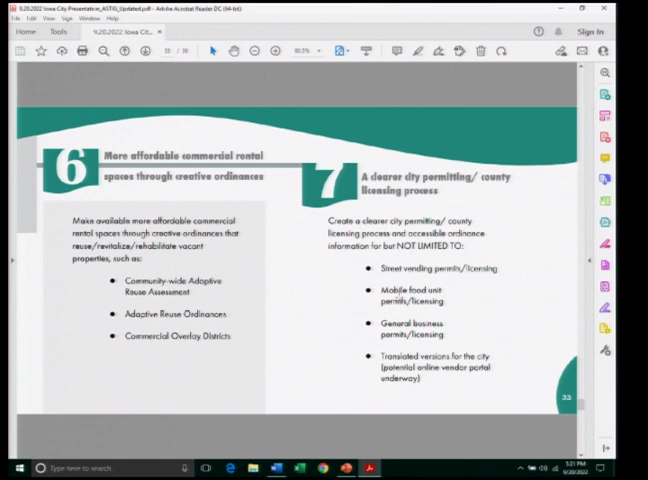 9.20.2022 Iowa City Presentation_ASTIG_Updated.pdf - Adobe Acrobat Reader DC (64-bit)
File Edit View Sign Window Help
Home Tools 9.20.2022 Iowa Cit... × Sign In
80.5%
6
More affordable commercial rental
spaces through creative ordinances
Make available more affordable commercial
rental spaces through creative ordinances that
reuse/revitalize/rehabilitate vacant
properties, such as:
Community-wide Adaptive
Reuse Assessment
Adaptive Reuse Ordinances
Commercial Overlay Districts
7
A clearer city permitting/ county
licensing process
Create a clearer city permitting/ county
licensing process and accessible ordinance
information for but NOT LIMITED TO:
Street vending permits/licensing
Mobile food unit
permits/licensing
General business
permits/licensing
Translated versions for the city
(potential online vendor portal
underway)
33
Type here to search
5:21 PM
9/20/2022